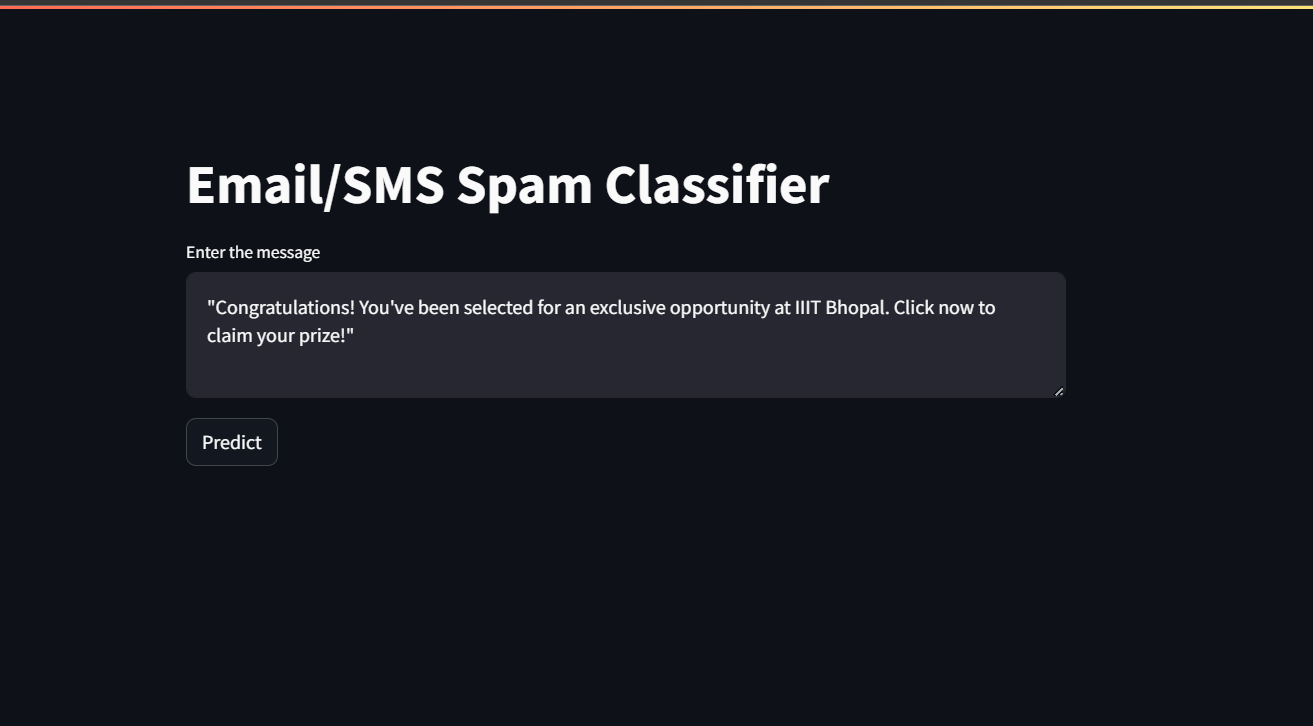 Email/SMS Spam Classifier
Enter the message
"Congratulations! You've been selected for an exclusive opportunity at IIIT Bhopal. Click now to
claim your prize!"
Predict